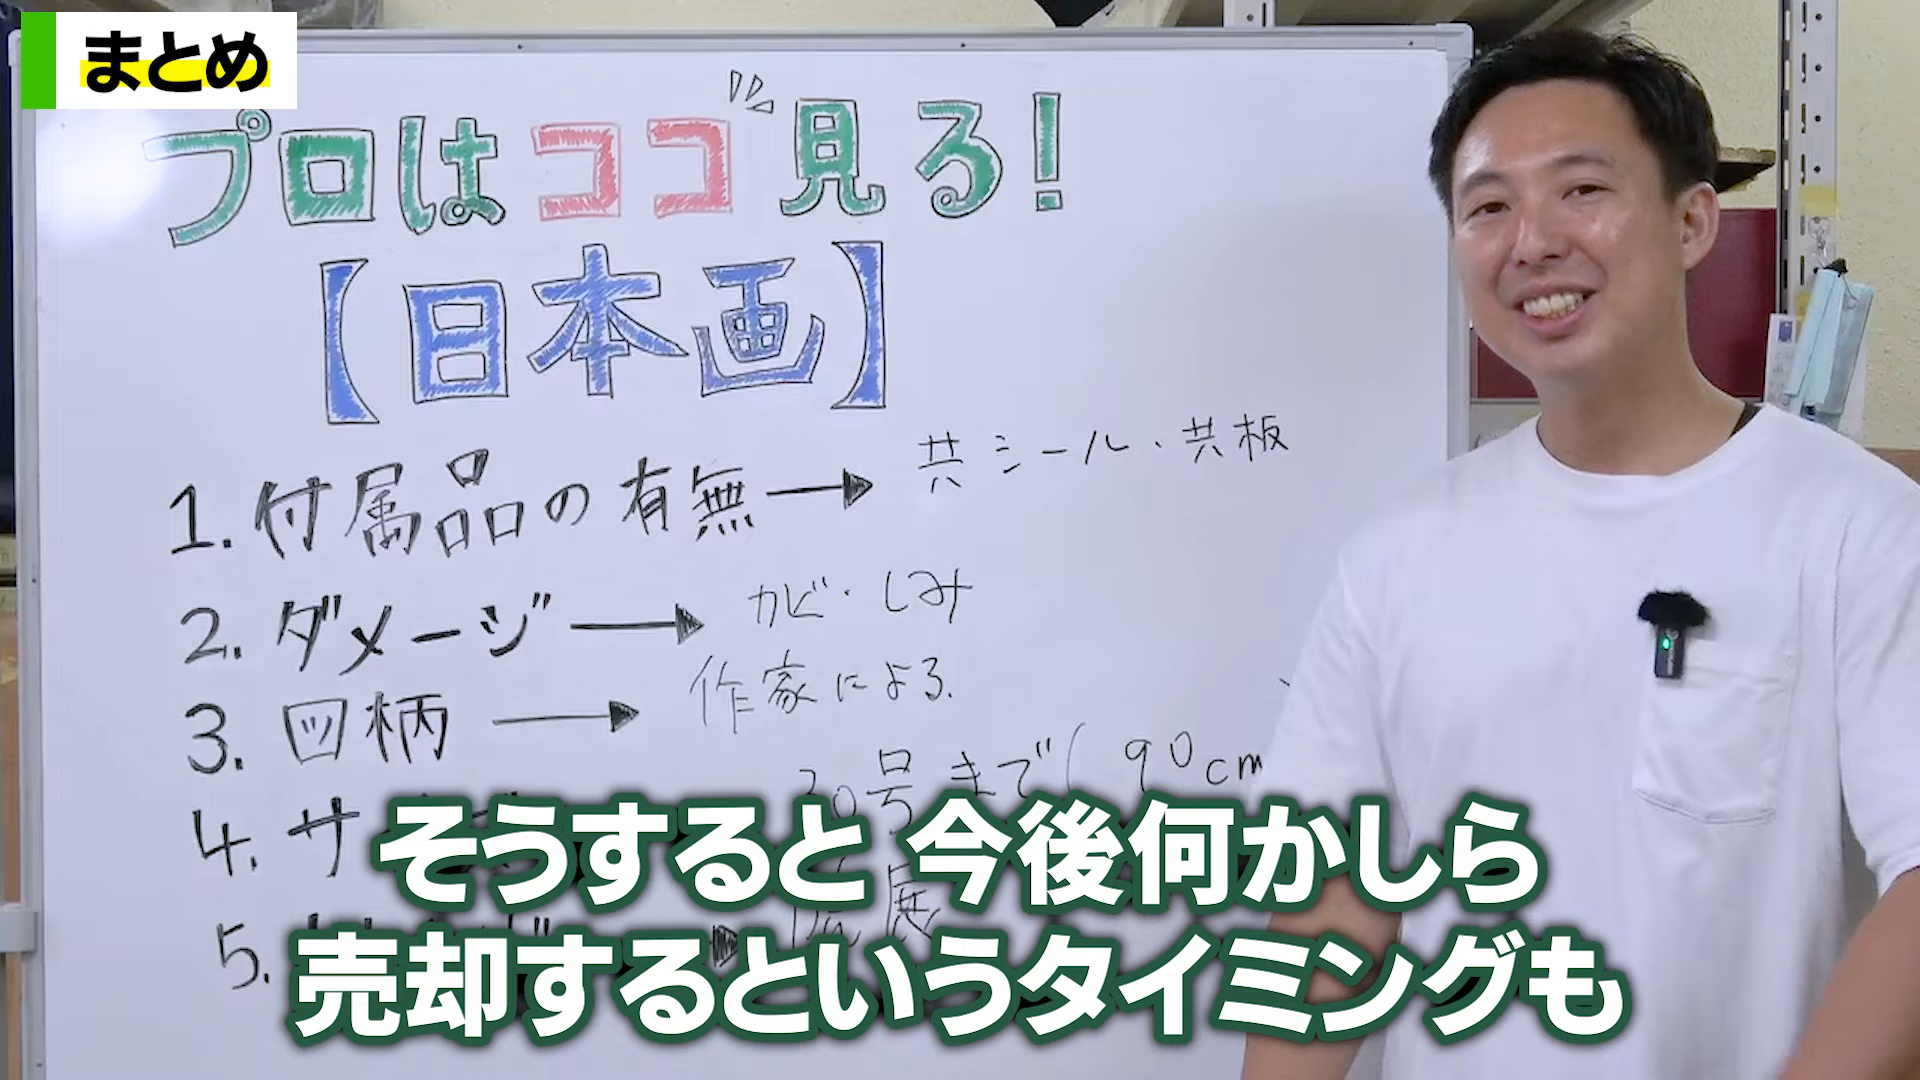 まとめ
プロはココ見る!
【日本画】
1.付属品の有無 → 共シール・共板
2.ダメージ → カビ・しみ
3.図柄 → 作家による.
4.サ 30号まで( 90cm
5. 展
そうすると 今後何かしら
売却するというタイミングも